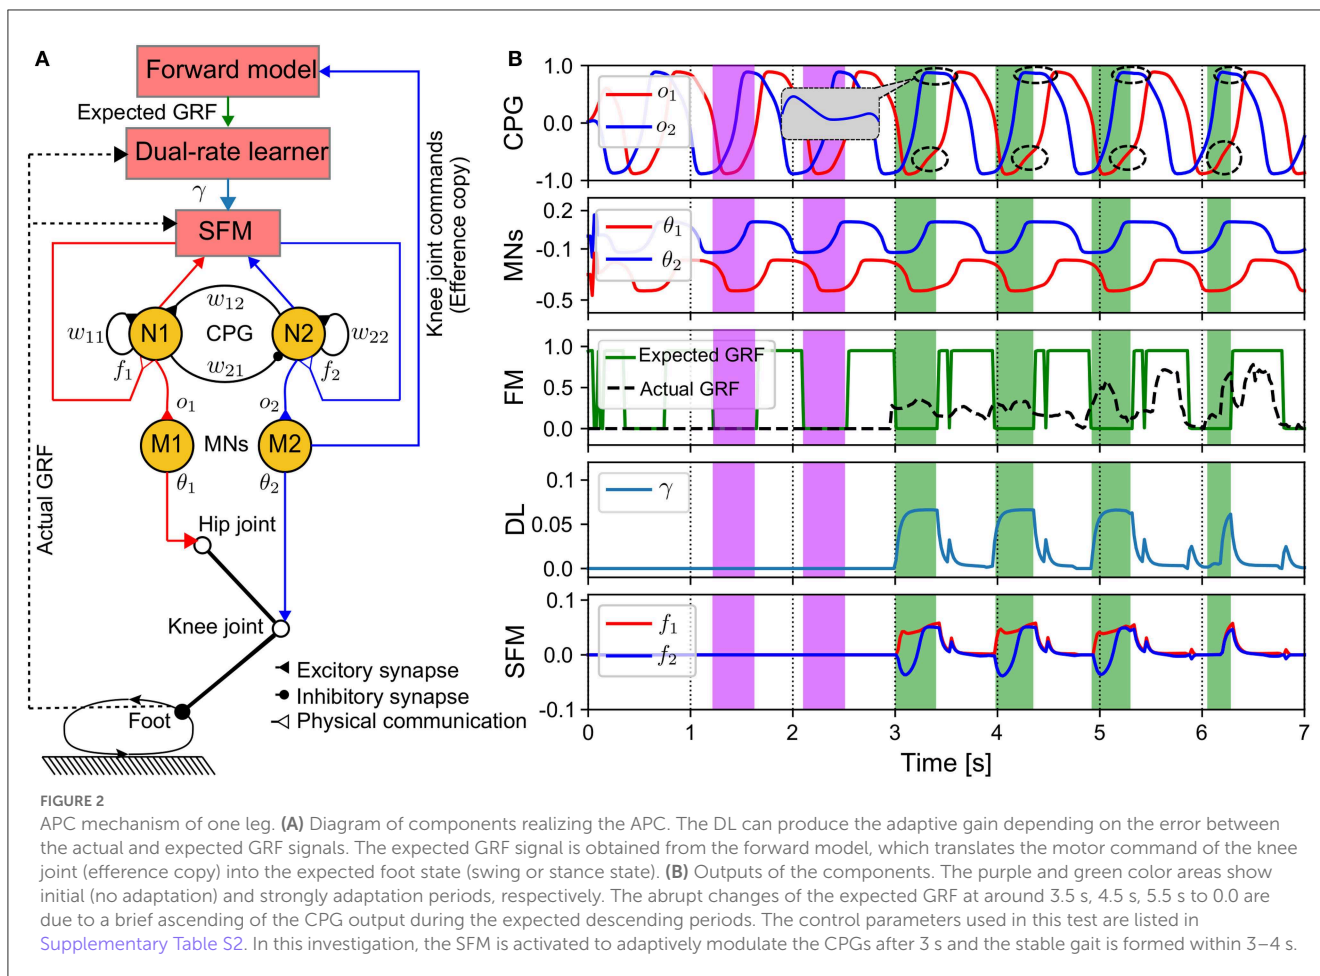 A
Forward model
Expected GRF
Dual-rate learner
γ
SFM
Knee joint commands
(Efference copy)
w12
w11
N1
CPG
N2
w22
f1
w21
f2
o1
o2
M1
MNs
M2
θ1
θ2
Actual GRF
Hip joint
Knee joint
Excitory synapse
Inhibitory synapse
Physical communication
Foot
B
CPG
1.0
0.0
-1.0
o1
o2
MNs
0.2
-0.1
-0.5
θ1
θ2
FM
1.0
0.5
0.0
Expected GRF
Actual GRF
DL
0.1
0.05
0.0
γ
SFM
0.1
0.0
-0.1
f1
f2
0 1 2 3 4 5 6 7
Time [s]
FIGURE 2
APC mechanism of one leg. (A) Diagram of components realizing the APC. The DL can produce the adaptive gain depending on the error between
the actual and expected GRF signals. The expected GRF signal is obtained from the forward model, which translates the motor command of the knee
joint (efference copy) into the expected foot state (swing or stance state). (B) Outputs of the components. The purple and green color areas show
initial (no adaptation) and strongly adaptation periods, respectively. The abrupt changes of the expected GRF at around 3.5 s, 4.5 s, 5.5 s to 0.0 are
due to a brief ascending of the CPG output during the expected descending periods. The control parameters used in this test are listed in
Supplementary Table S2. In this investigation, the SFM is activated to adaptively modulate the CPGs after 3 s and the stable gait is formed within 3–4 s.